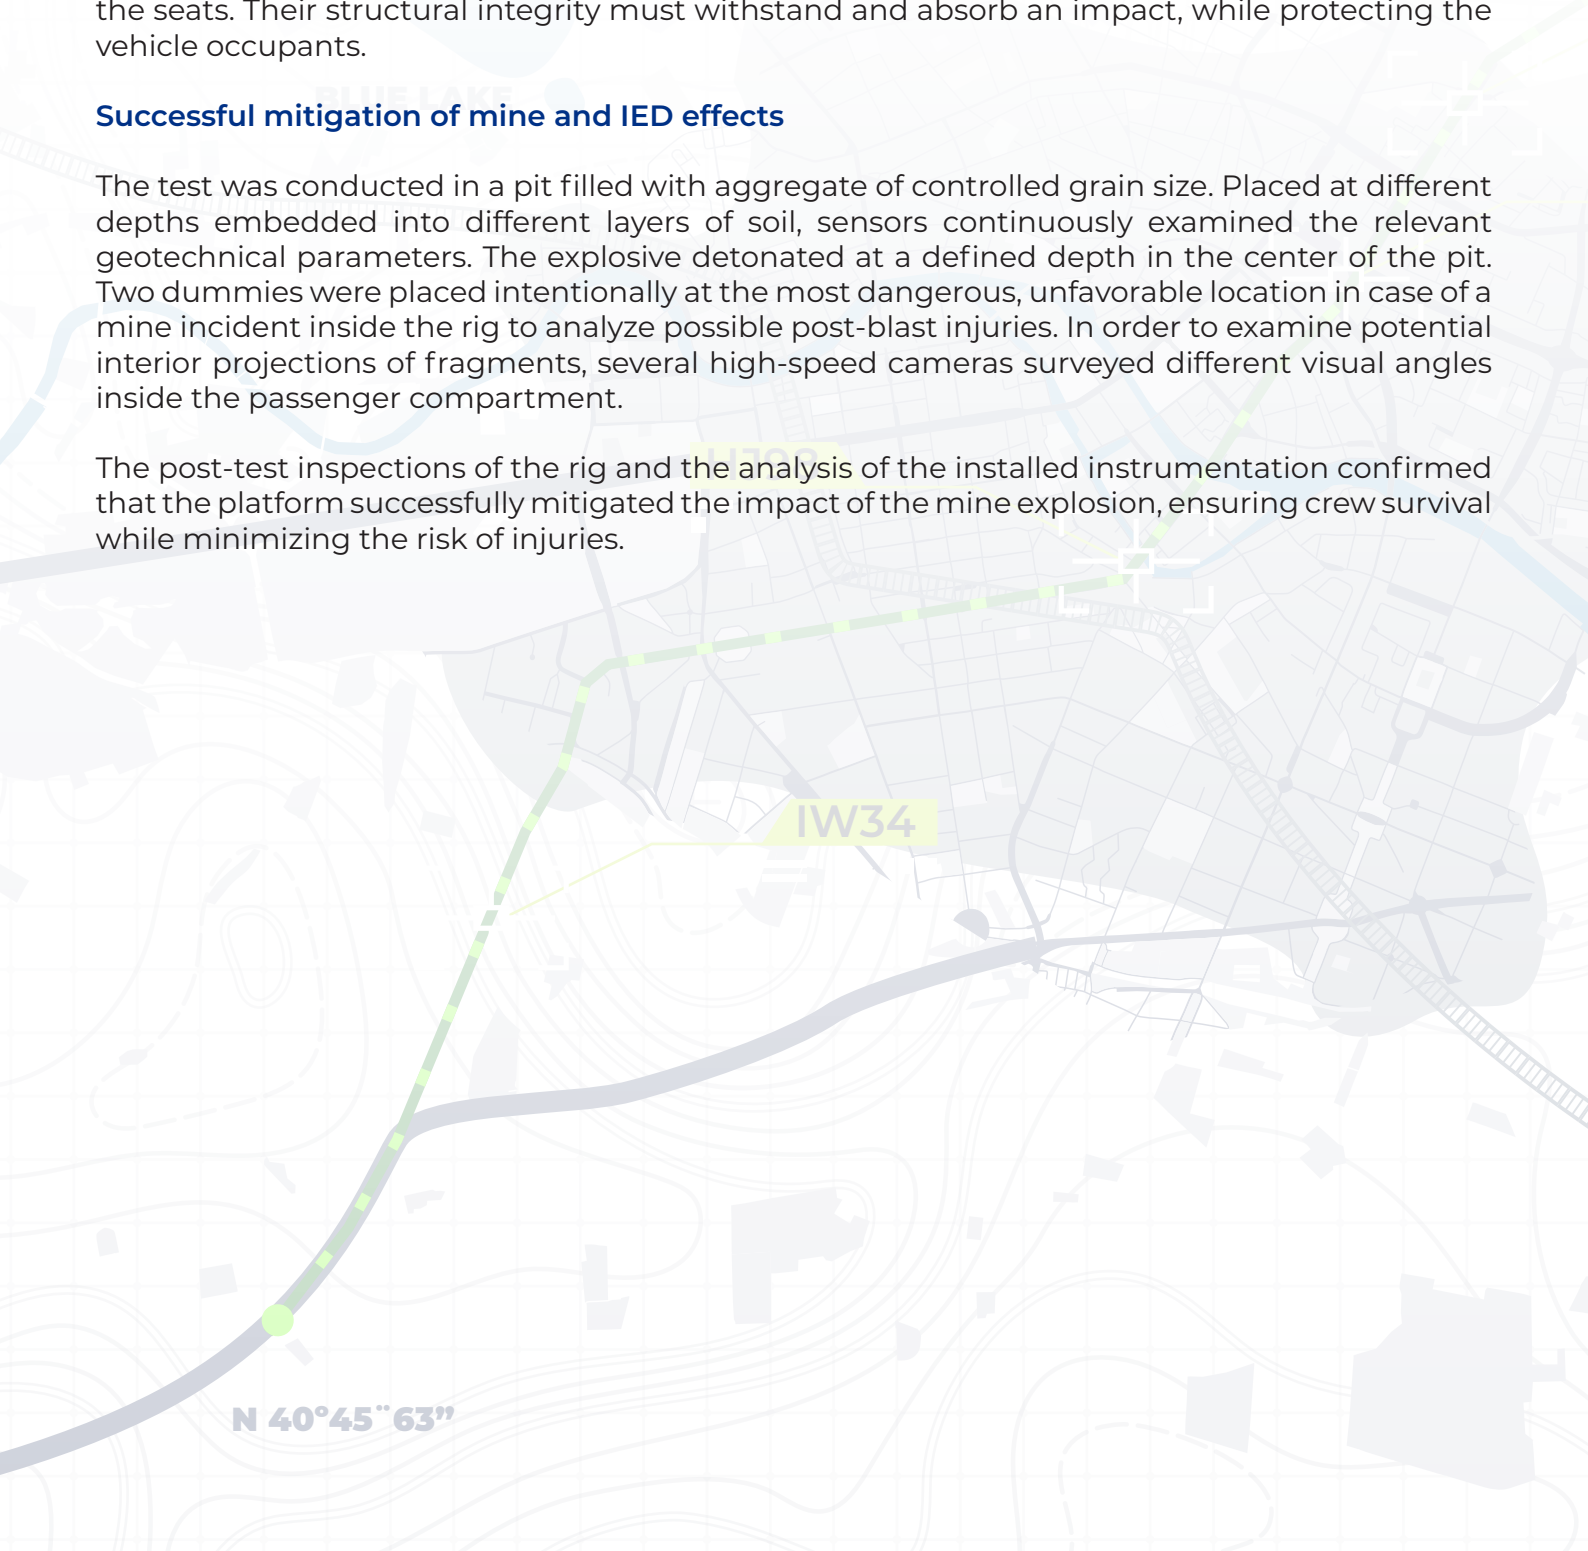 the seats. Their structural integrity must withstand and absorb an impact, while protecting the
vehicle occupants.
BLUE LAKE
Successful mitigation of mine and IED effects
The test was conducted in a pit filled with aggregate of controlled grain size. Placed at different
depths embedded into different layers of soil, sensors continuously examined the relevant
geotechnical parameters. The explosive detonated at a defined depth in the center of the pit.
Two dummies were placed intentionally at the most dangerous, unfavorable location in case of a
mine incident inside the rig to analyze possible post-blast injuries. In order to examine potential
interior projections of fragments, several high-speed cameras surveyed different visual angles
inside the passenger compartment.
HJ98
The post-test inspections of the rig and the analysis of the installed instrumentation confirmed
that the platform successfully mitigated the impact of the mine explosion, ensuring crew survival
while minimizing the risk of injuries.
IW34
N 40º45¨63”